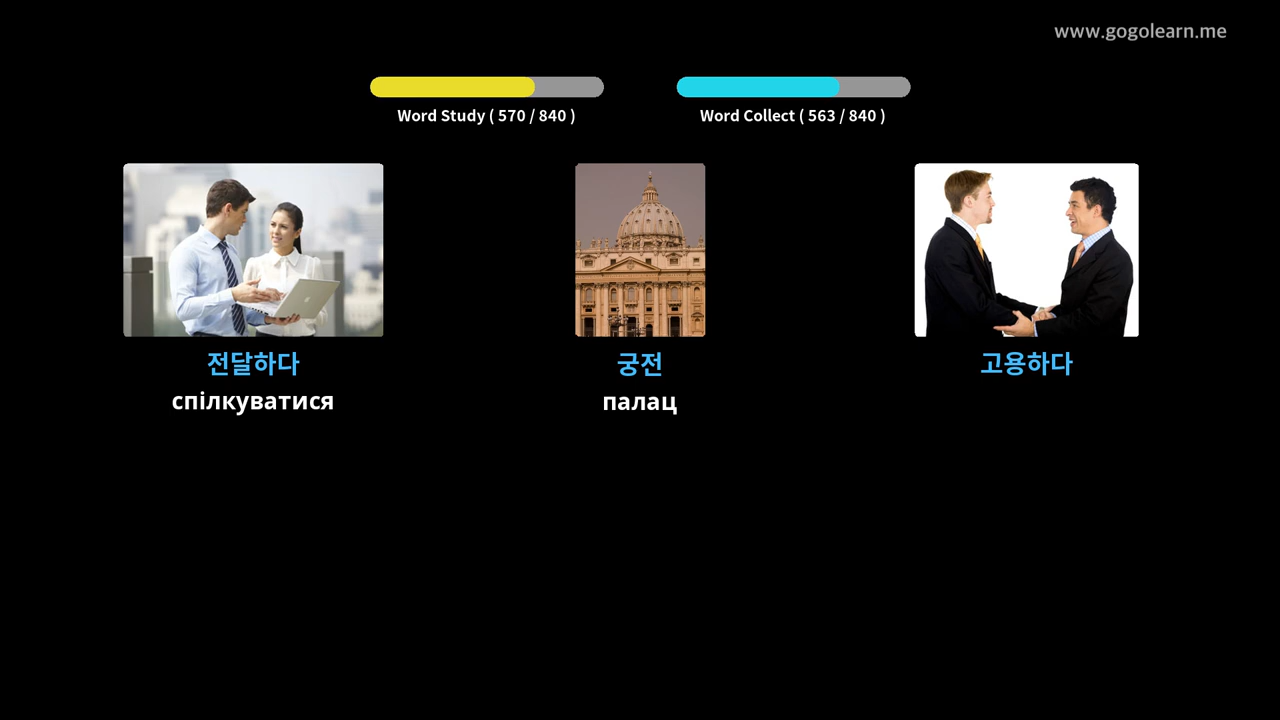 www.gogolearn.me
Word Study ( 570 / 840 )
Word Collect ( 563 / 840 )
전달하다
궁전
고용하다
спілкуватися
палац